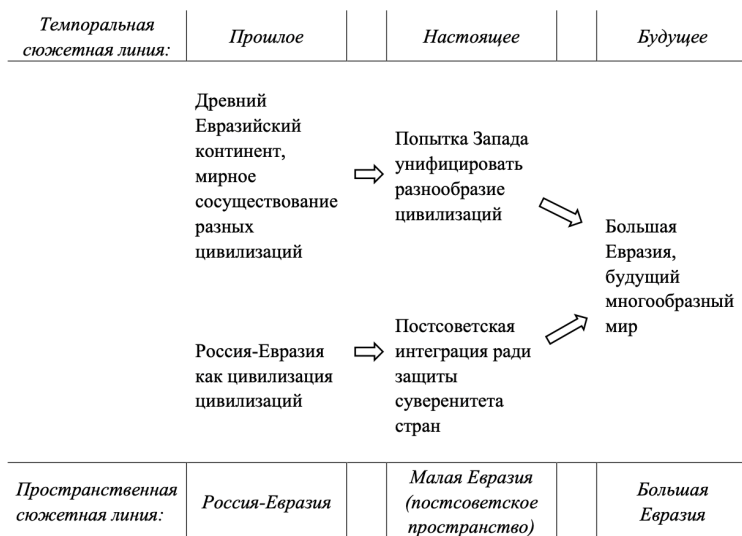 Темпоральная
сюжетная линия:
Прошлое
Настоящее
Будущее
Древний
Евразийский
континент,
мирное
сосуществование
разных
цивилизаций
Попытка Запада
унифицировать
разнообразие
цивилизаций
Большая
Евразия,
будущий
многообразный
мир
Россия-Евразия
как цивилизация
цивилизаций
Постсоветская
интеграция ради
защиты
суверенитета
стран
Пространственная
сюжетная линия:
Россия-Евразия
Малая Евразия
(постсоветское
пространство)
Большая
Евразия